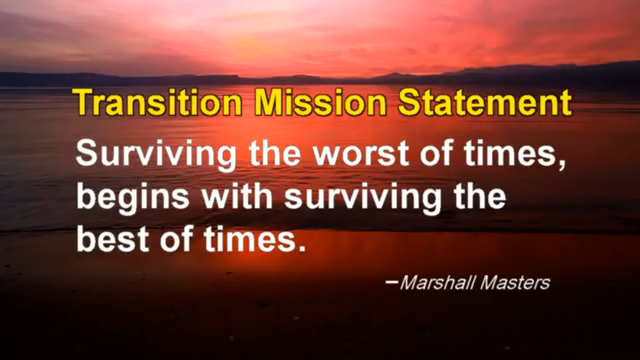 Transition Mission Statement
Surviving the worst of times,
begins with surviving the
best of times.
–Marshall Masters